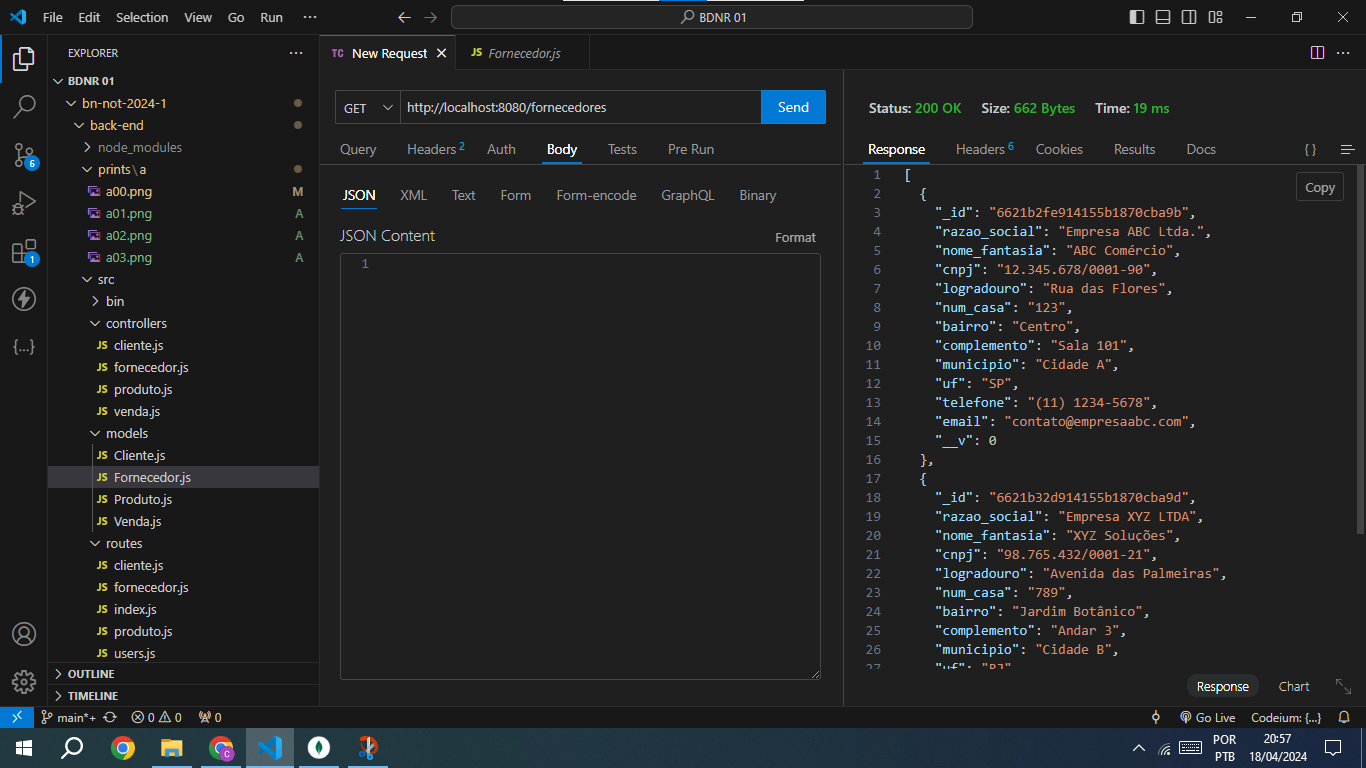 File Edit Selection View Go Run ···
BDNR 01
EXPLORER
BDNR 01
bn-not-2024-1
back-end
node_modules
prints\a
a00.png M
a01.png A
a02.png A
a03.png A
src
bin
controllers
JS cliente.js
JS fornecedor.js
JS produto.js
JS venda.js
models
JS Cliente.js
JS Fornecedor.js
JS Produto.js
JS Venda.js
routes
JS cliente.js
JS fornecedor.js
JS index.js
JS produto.js
JS users.js
OUTLINE
TIMELINE
6
1
{...}
TC New Request
JS Fornecedor.js
GET http://localhost:8080/fornecedores Send
Query Headers 2 Auth Body Tests Pre Run
JSON XML Text Form Form-encode GraphQL Binary
JSON Content Format
1
Status: 200 OK Size: 662 Bytes Time: 19 ms
Response Headers 6 Cookies Results Docs { }
Copy
1 [
2 {
3 "_id": "6621b2fe914155b1870cba9b",
4 "razao_social": "Empresa ABC Ltda.",
5 "nome_fantasia": "ABC Comércio",
6 "cnpj": "12.345.678/0001-90",
7 "logradouro": "Rua das Flores",
8 "num_casa": "123",
9 "bairro": "Centro",
10 "complemento": "Sala 101",
11 "municipio": "Cidade A",
12 "uf": "SP",
13 "telefone": "(11) 1234-5678",
14 "email": "contato@empresaabc.com",
15 "__v": 0
16 },
17 {
18 "_id": "6621b32d914155b1870cba9d",
19 "razao_social": "Empresa XYZ LTDA",
20 "nome_fantasia": "XYZ Soluções",
21 "cnpj": "98.765.432/0001-21",
22 "logradouro": "Avenida das Palmeiras",
23 "num_casa": "789",
24 "bairro": "Jardim Botânico",
25 "complemento": "Andar 3",
26 "municipio": "Cidade B",
27 "uf": "RJ"
Response Chart
main*+ 0 0 0
Go Live Codeium: {...}
POR
PTB
20:57
18/04/2024